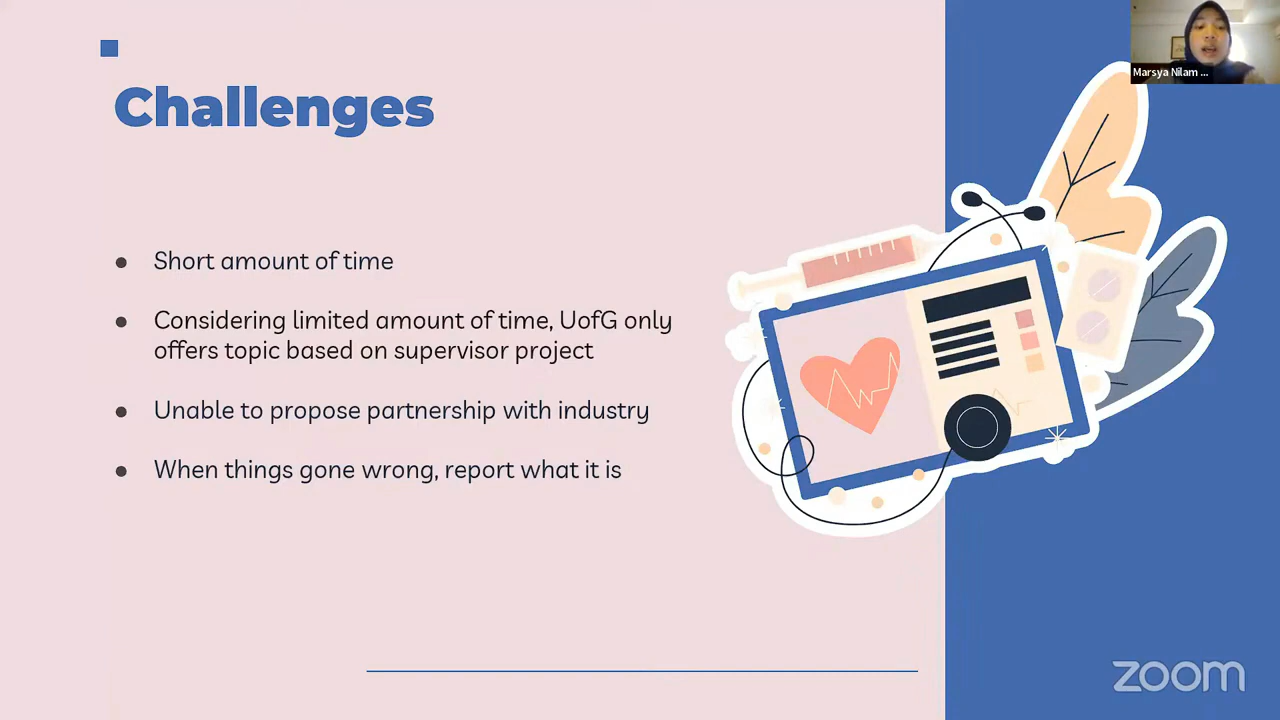 Marsya Nilam ...
Challenges
Short amount of time
Considering limited amount of time, UofG only
offers topic based on supervisor project
Unable to propose partnership with industry
When things gone wrong, report what it is
zoom